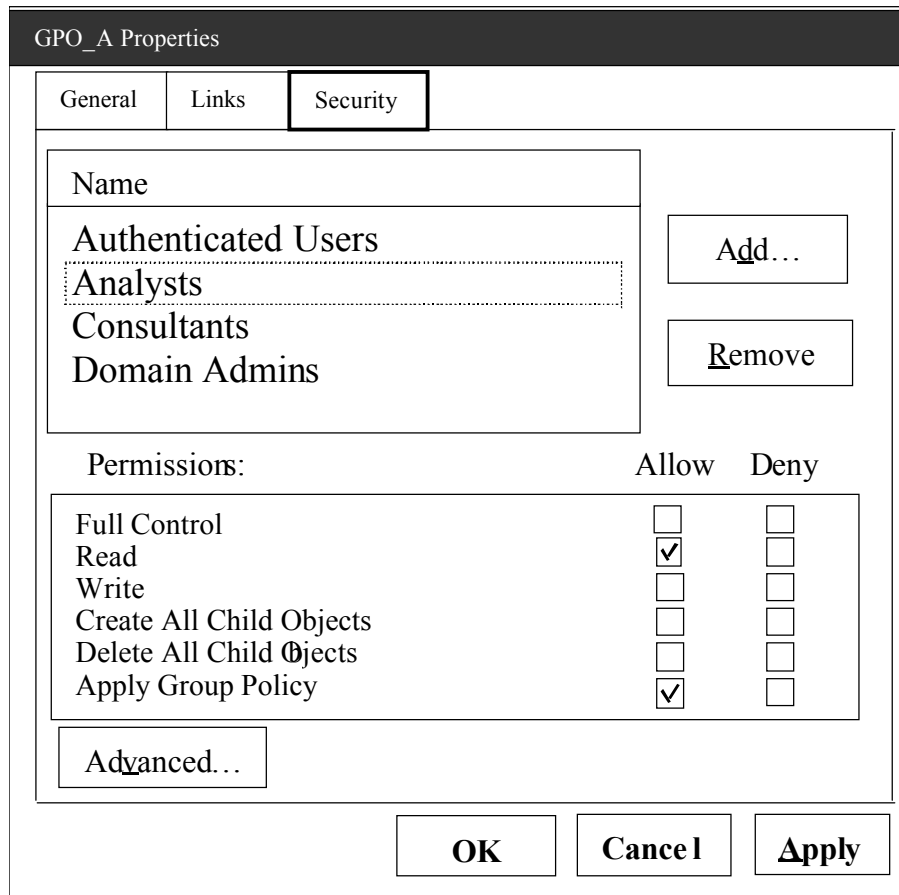 GPO_A Properties
General Links Security
Name
Authenticated Users
Analysts
Consultants
Domain Admins
Add...
Remove
Permissions: Allow Deny
Full Control
Read
Write
Create All Child Objects
Delete All Child Objects
Apply Group Policy
Advanced...
OK Cancel Apply